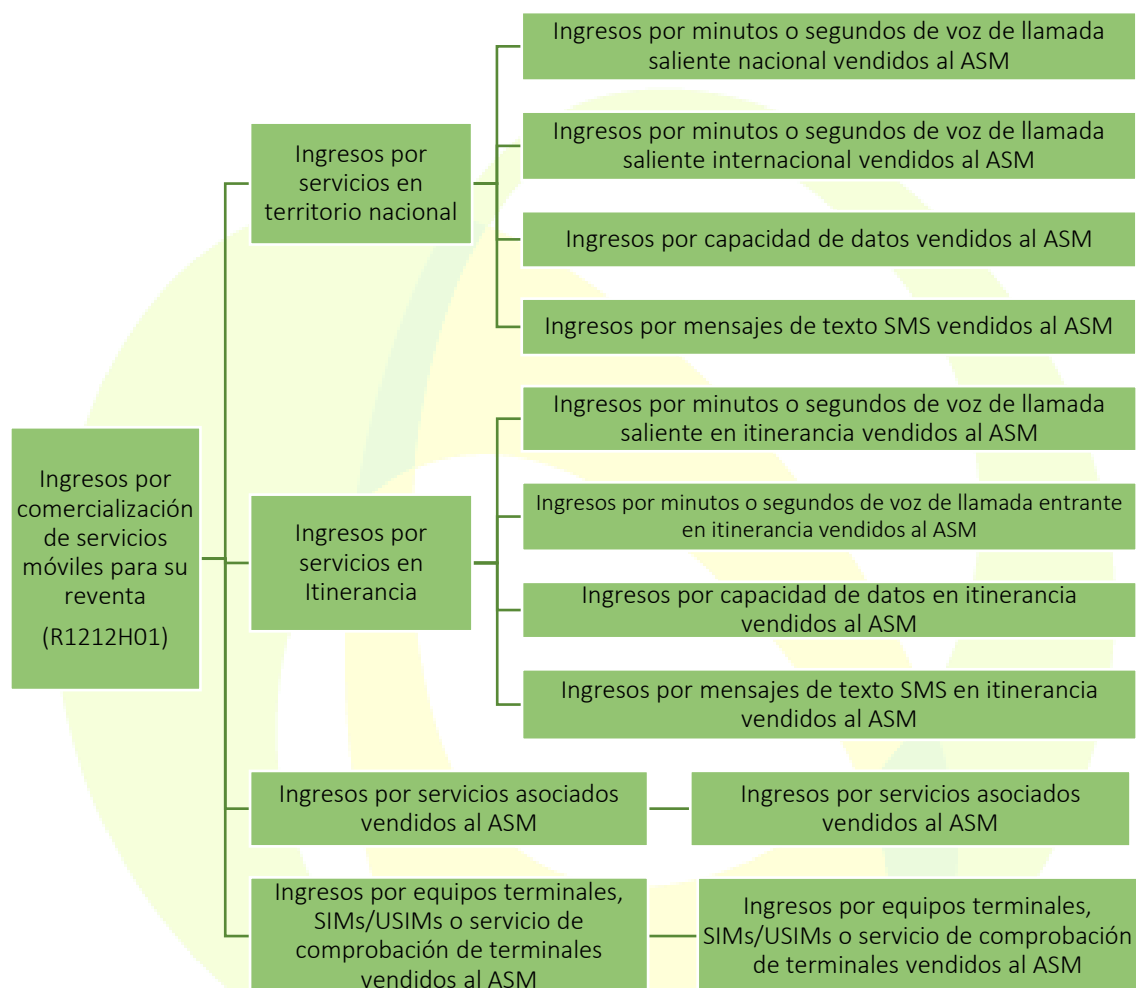 Ingresos por
comercialización
de servicios
móviles para su
reventa
(R1212H01)
Ingresos por
servicios en
territorio nacional
Ingresos por minutos o segundos de voz de llamada
saliente nacional vendidos al ASM
Ingresos por minutos o segundos de voz de llamada
saliente internacional vendidos al ASM
Ingresos por capacidad de datos vendidos al ASM
Ingresos por mensajes de texto SMS vendidos al ASM
Ingresos por
servicios en
Itinerancia
Ingresos por minutos o segundos de voz de llamada
saliente en itinerancia vendidos al ASM
Ingresos por minutos o segundos de voz de llamada entrante
en itinerancia vendidos al ASM
Ingresos por capacidad de datos en itinerancia
vendidos al ASM
Ingresos por mensajes de texto SMS en itinerancia
vendidos al ASM
Ingresos por servicios asociados
vendidos al ASM
Ingresos por servicios asociados
vendidos al ASM
Ingresos por equipos terminales,
SIMs/USIMs o servicio de
comprobación de terminales
vendidos al ASM
Ingresos por equipos terminales,
SIMs/USIMs o servicio de comprobación
de terminales vendidos al ASM